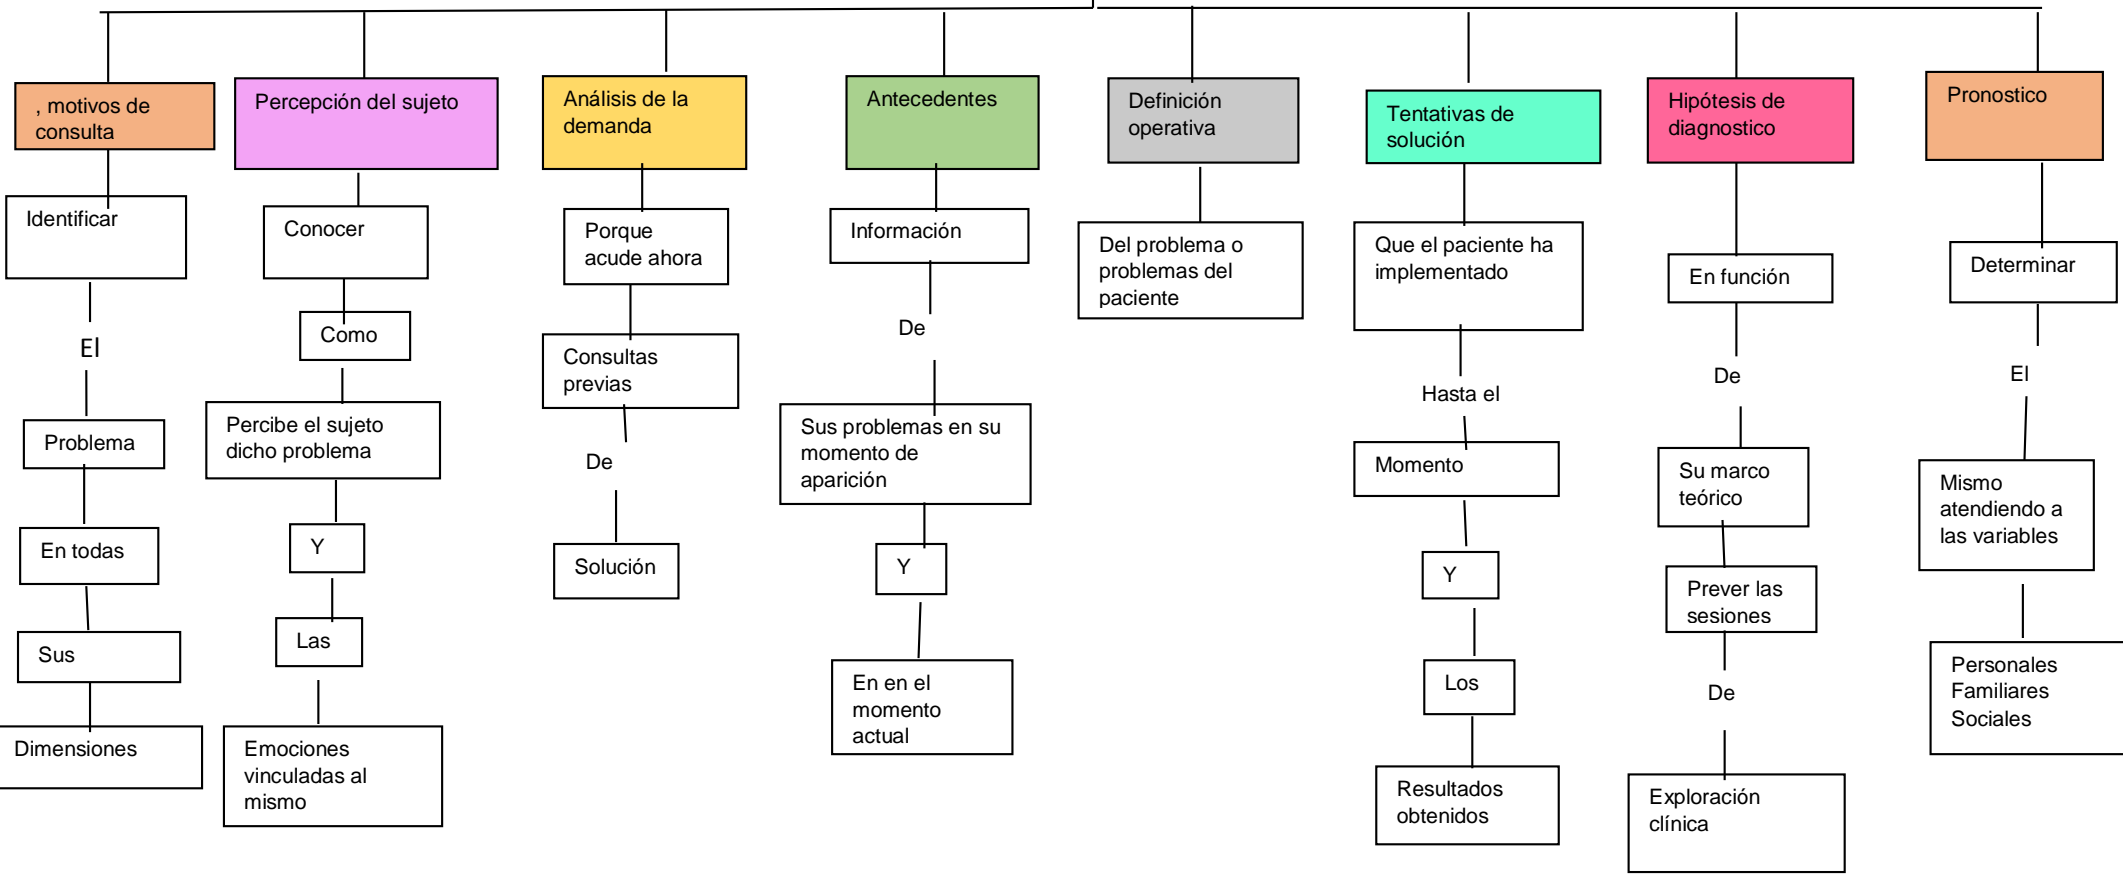 , motivos de
consulta
Identificar
El
Problema
En todas
Sus
Dimensiones
Percepción del sujeto
Conocer
Como
Percibe el sujeto
dicho problema
Y
Las
Emociones
vinculadas al
mismo
Análisis de la
demanda
Porque
acude ahora
Consultas
previas
De
Solución
Antecedentes
Información
De
Sus problemas en su
momento de
aparición
Y
En en el
momento
actual
Definición
operativa
Del problema o
problemas del
paciente
Tentativas de
solución
Que el paciente ha
implementado
Hasta el
Momento
Y
Los
Resultados
obtenidos
Hipótesis de
diagnostico
En función
De
Su marco
teórico
Prever las
sesiones
De
Exploración
clínica
Pronostico
Determinar
El
Mismo
atendiendo a
las variables
Personales
Familiares
Sociales